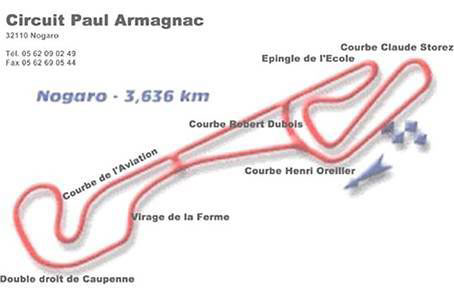 Circuit Paul Armagnac
32110 Nogaro
Tél. 05 62 09 02 49
Fax 05 62 69 05 44
Nogaro - 3,636 km
Courbe Claude Storez
Epingle de l'Ecole
Courbe Robert Dubois
Courbe de l'Aviation
Courbe Henri Oreiller
Virage de la Ferme
Double droit de Caupenne